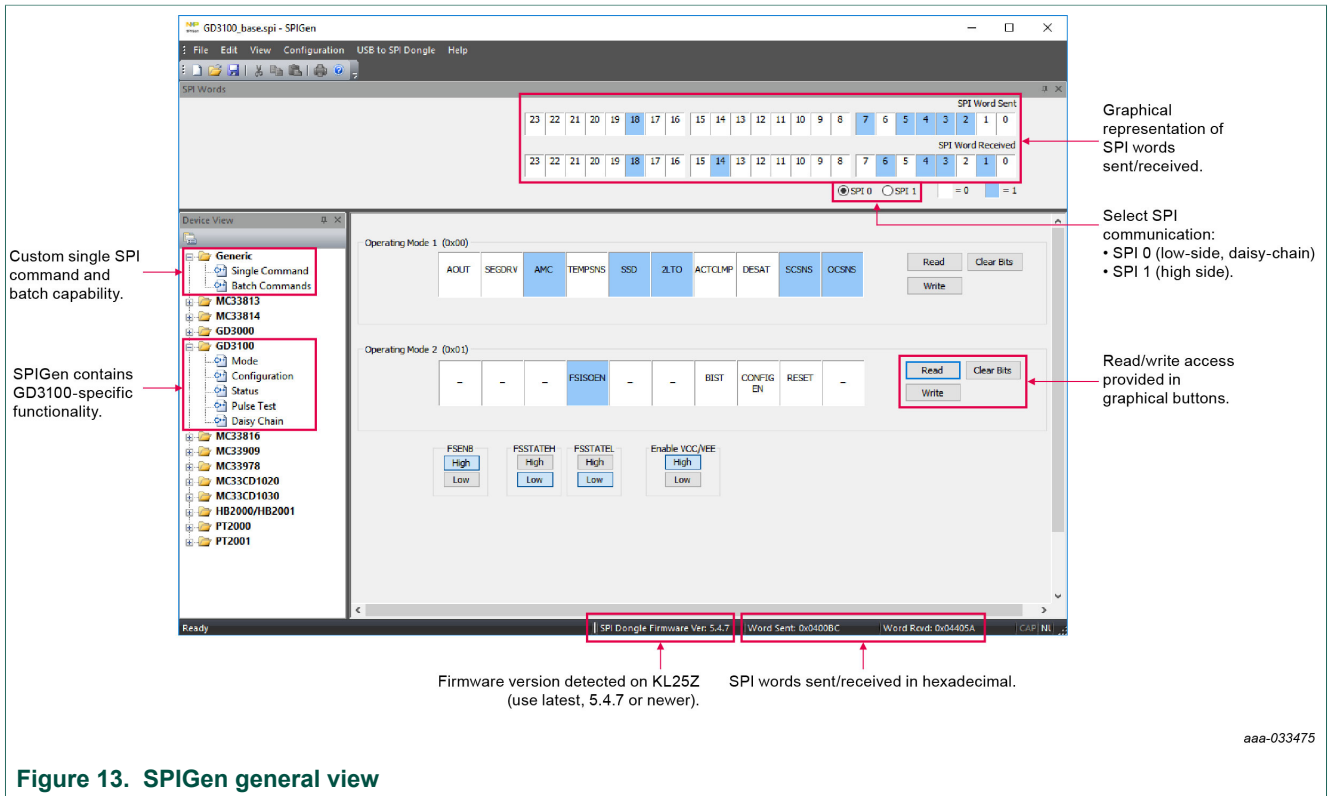 GD3100_base.spi - SPIGen
File Edit View Configuration USB to SPI Dongle Help
SPI Words
SPI Word Sent
23 22 21 20 19 18 17 16 15 14 13 12 11 10 9 8 7 6 5 4 3 2 1 0
SPI Word Received
23 22 21 20 19 18 17 16 15 14 13 12 11 10 9 8 7 6 5 4 3 2 1 0
SPI 0 SPI 1 = 0 = 1
Graphical
representation of
SPI words
sent/received.
Select SPI
communication:
• SPI 0 (low-side, daisy-chain)
• SPI 1 (high side).
Custom single SPI
command and
batch capability.
SPIGen contains
GD3100-specific
functionality.
Device View
Generic
Single Command
Batch Commands
MC33813
MC33814
GD3000
GD3100
Mode
Configuration
Status
Pulse Test
Daisy Chain
MC33816
MC33909
MC33978
MC33CD1020
MC33CD1030
HB2000/HB2001
PT2000
PT2001
Operating Mode 1 (0x00)
AOUT SEGDRV AMC TEMPSNS SSD 2LTO ACTCLMP DESAT SCSNS OCSNS
Read Clear Bits
Write
Operating Mode 2 (0x01)
– – – FSISOEN – – BIST CONFIG EN RESET –
Read Clear Bits
Write
FSENB FSSTATEH FSSTATEL Enable VCC/VEE
High High High High
Low Low Low Low
Read/write access
provided in
graphical buttons.
Ready SPI Dongle Firmware Ver: 5.4.7 Word Sent: 0x0400BC Word Rcvd: 0x04405A CAP
Firmware version detected on KL25Z
(use latest, 5.4.7 or newer).
SPI words sent/received in hexadecimal.
aaa-033475
Figure 13. SPIGen general view